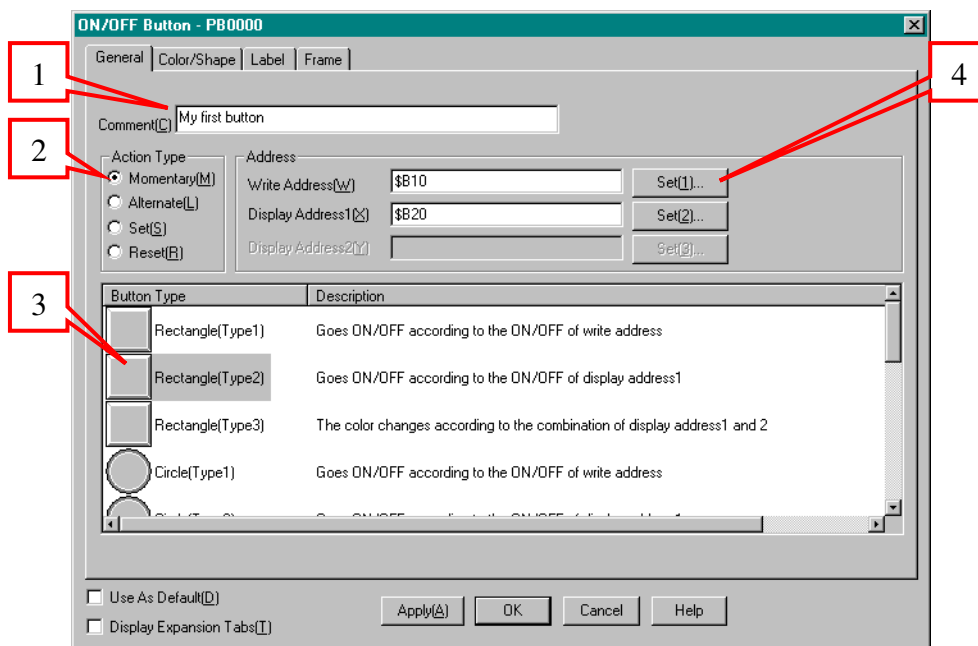 ON/OFF Button - PB0000
General Color/Shape Label Frame
1
4
Comment(C) My first button
2
Action Type
Momentary(M)
Alternate(L)
Set(S)
Reset(R)
Address
Write Address(W) $B10 Set(1)...
Display Address1(X) $B20 Set(2)...
Display Address2(Y) Set(3)...
3
Button Type Description
Rectangle(Type1) Goes ON/OFF according to the ON/OFF of write address
Rectangle(Type2) Goes ON/OFF according to the ON/OFF of display address1
Rectangle(Type3) The color changes according to the combination of display address1 and 2
Circle(Type1) Goes ON/OFF according to the ON/OFF of write address
Use As Default(D)
Display Expansion Tabs(T)
Apply(A) OK Cancel Help